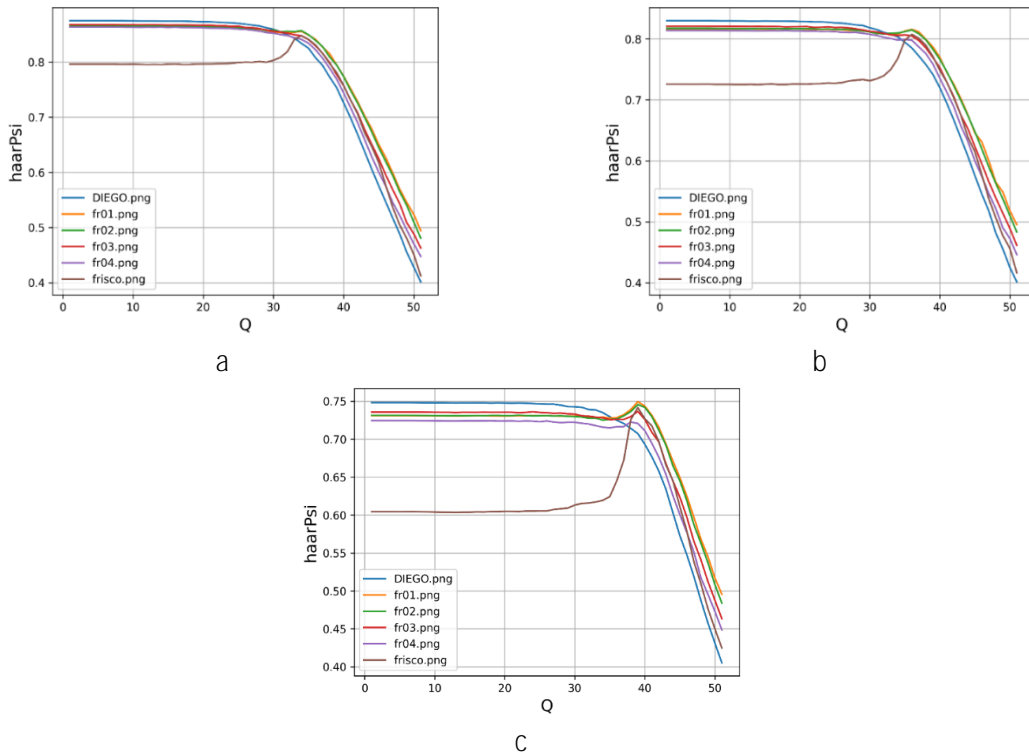 haarPsi
0.8
0.7
0.6
0.5
0.4
DIEGO.png
fr01.png
fr02.png
fr03.png
fr04.png
frisco.png
0 10 20 30 40 50
Q
a
haarPsi
0.8
0.7
0.6
0.5
0.4
DIEGO.png
fr01.png
fr02.png
fr03.png
fr04.png
frisco.png
0 10 20 30 40 50
Q
b
haarPsi
0.75
0.70
0.65
0.60
0.55
0.50
0.45
0.40
DIEGO.png
fr01.png
fr02.png
fr03.png
fr04.png
frisco.png
0 10 20 30 40 50
Q
c